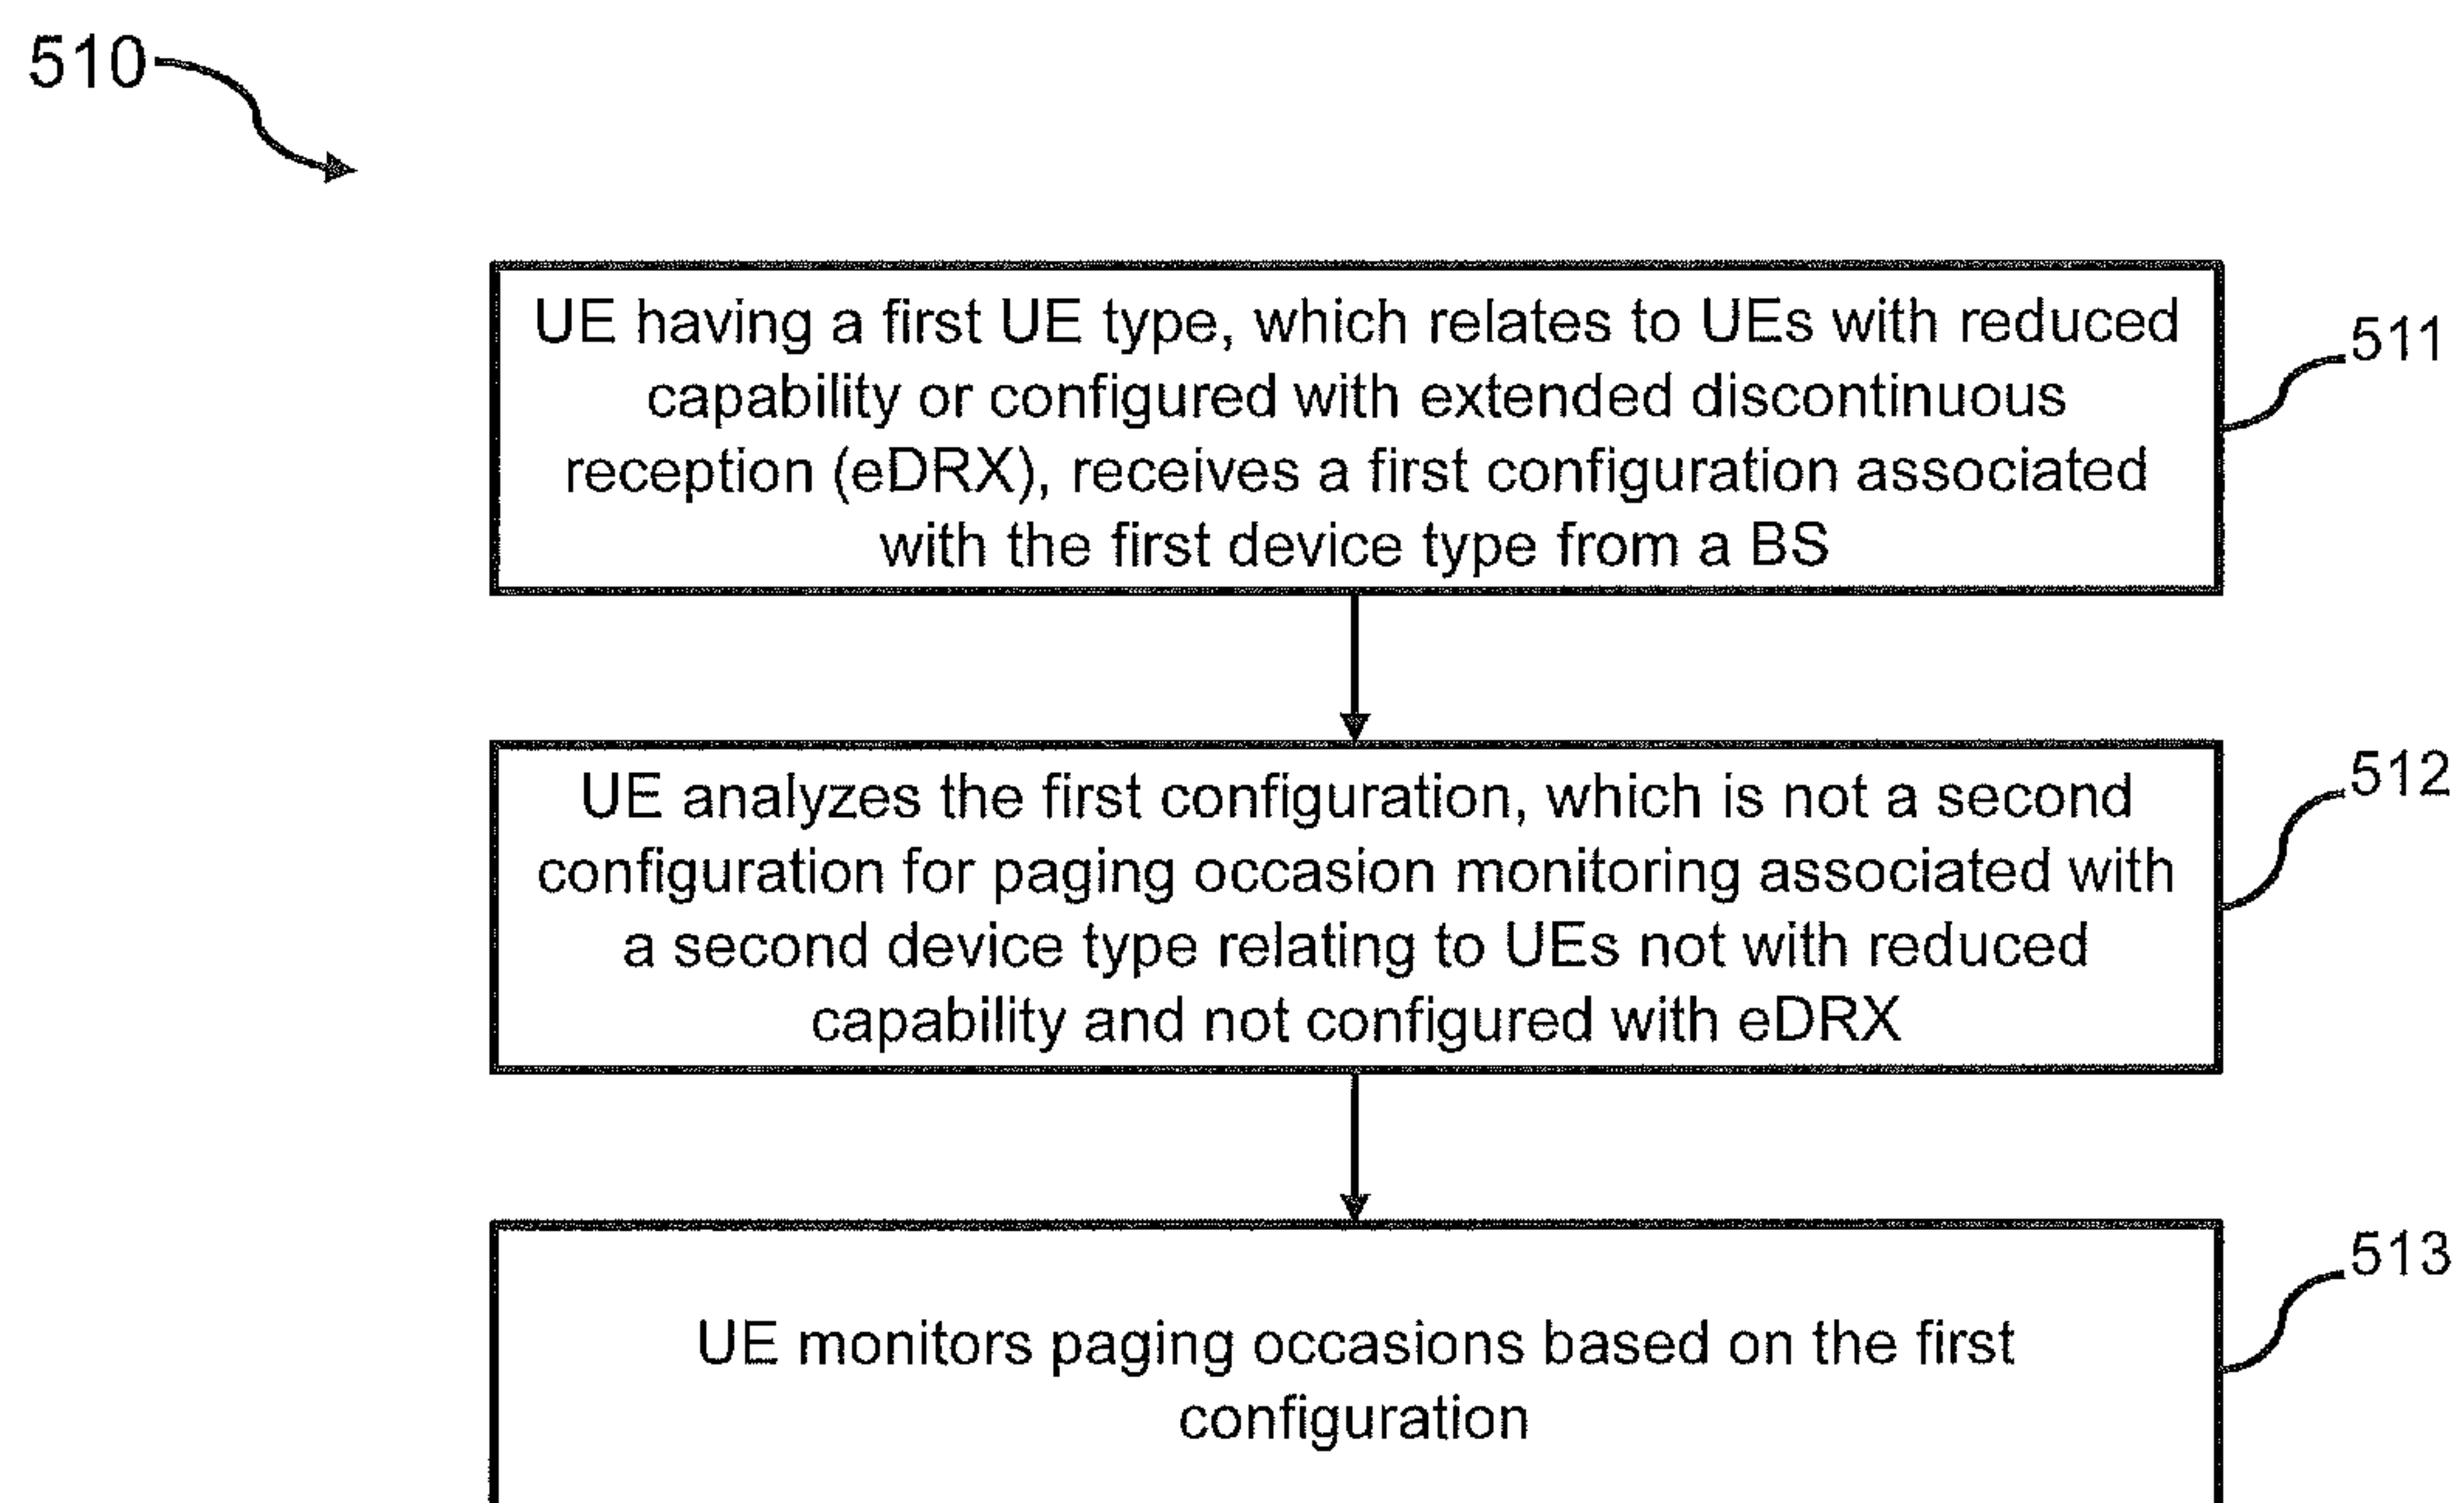 510
UE having a first UE type, which relates to UEs with reduced
capability or configured with extended discontinuous
reception (eDRX), receives a first configuration associated
with the first device type from a BS
511
UE analyzes the first configuration, which is not a second
configuration for paging occasion monitoring associated with
a second device type relating to UEs not with reduced
capability and not configured with eDRX
512
UE monitors paging occasions based on the first
configuration
513